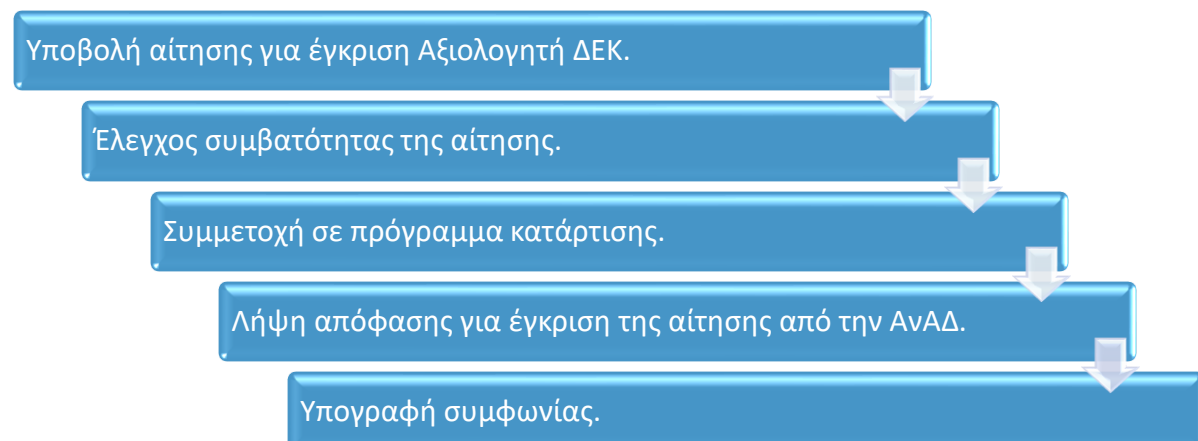 Υποβολή αίτησης για έγκριση Αξιολογητή ΔΕΚ.
Έλεγχος συμβατότητας της αίτησης.
Συμμετοχή σε πρόγραμμα κατάρτισης.
Λήψη απόφασης για έγκριση της αίτησης από την ΑνΑΔ.
Υπογραφή συμφωνίας.